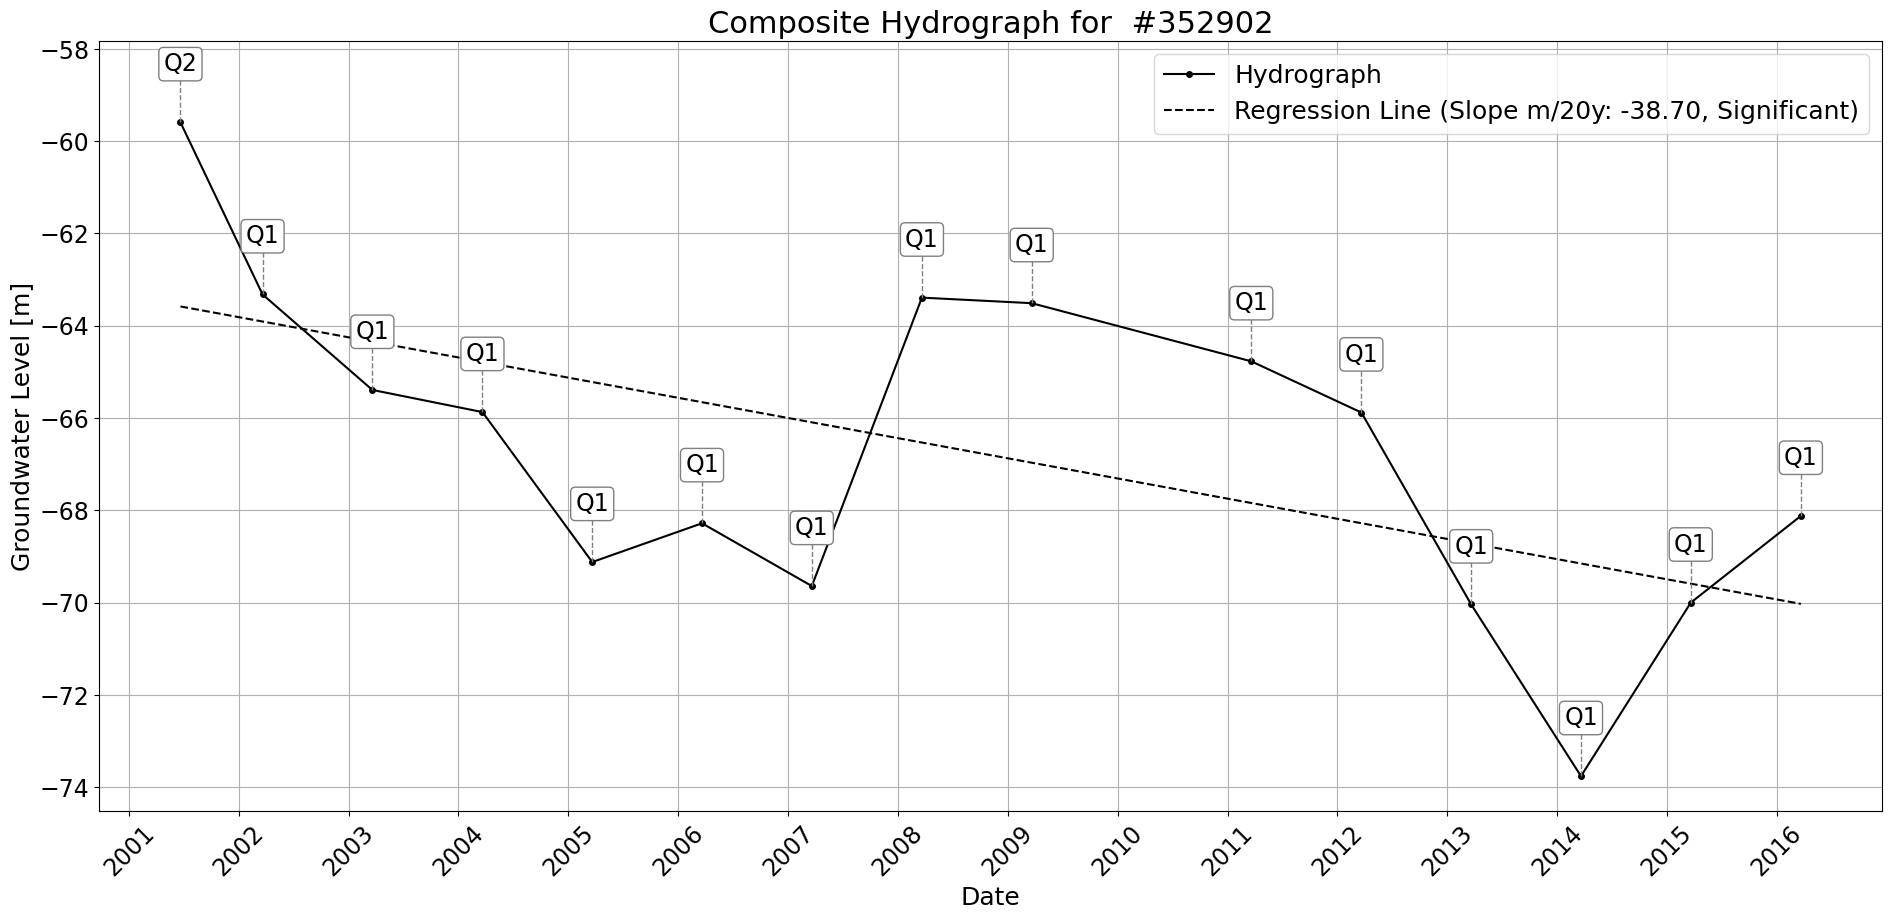 Composite Hydrograph for  #352902
Hydrograph
Regression Line (Slope m/20y: -38.70, Significant)
Groundwater Level [m]
−58
−60
−62
−64
−66
−68
−70
−72
−74
Q2
Q1
Q1
Q1
Q1
Q1
Q1
Q1
Q1
Q1
Q1
Q1
Q1
Q1
Q1
2001
2002
2003
2004
2005
2006
2007
2008
2009
2010
2011
2012
2013
2014
2015
2016
Date